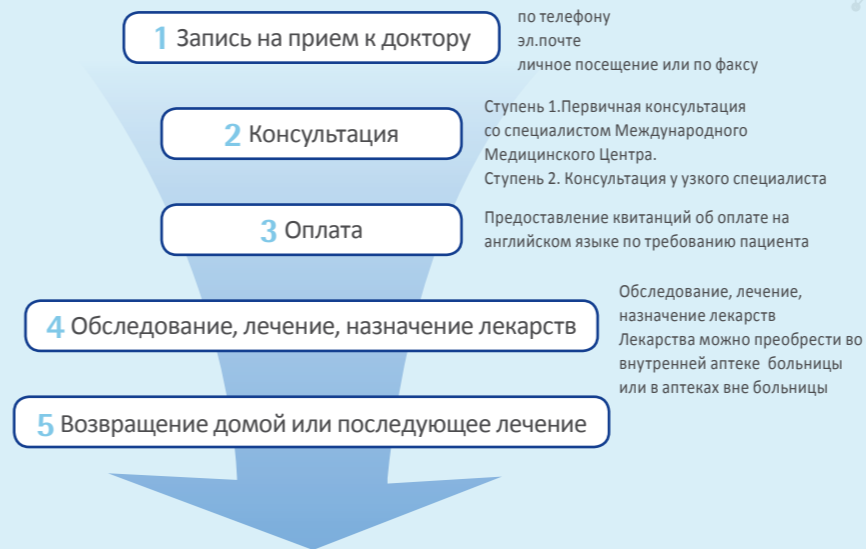 1 Запись на прием к доктору
по телефону
эл.почте
личное посещение или по факсу
2 Консультация
Ступень 1.Первичная консультация
со специалистом Международного
Медицинского Центра.
Ступень 2. Консультация у узкого специалиста
3 Оплата
Предоставление квитанций об оплате на
английском языке по требованию пациента
4 Обследование, лечение, назначение лекарств
Обследование, лечение,
назначение лекарств
Лекарства можно преобрести во
внутренней аптеке больницы
или в аптеках вне больницы
5 Возвращение домой или последующее лечение